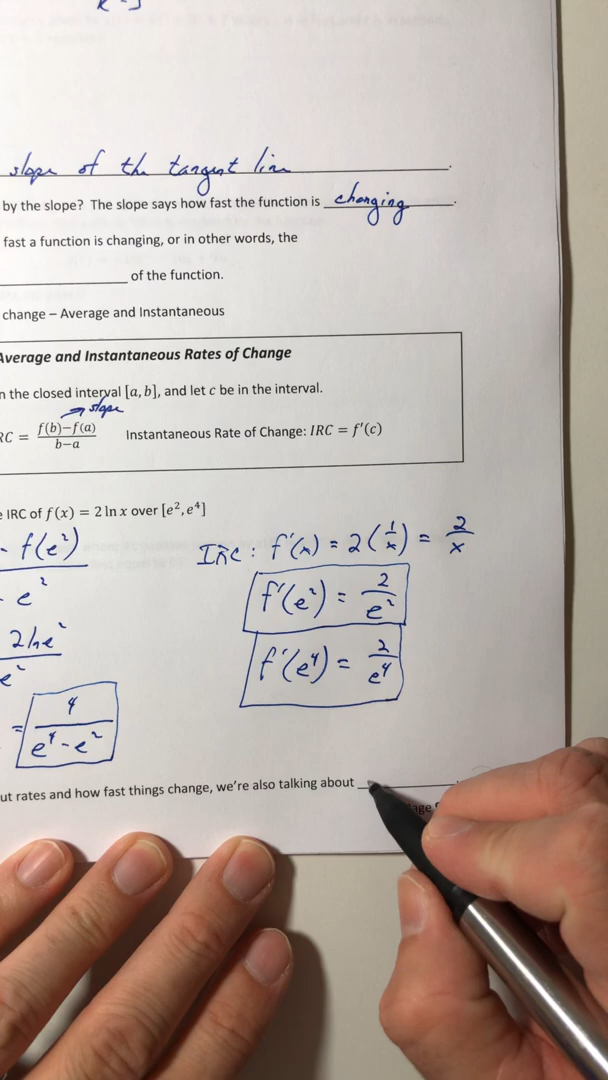 slope of the tangent line.
by the slope? The slope says how fast the function is changing.
fast a function is changing, or in other words, the
of the function.
change – Average and Instantaneous
Average and Instantaneous Rates of Change
n the closed interval [a, b], and let c be in the interval.
→ slope
RC = f(b)−f(a) / b−a Instantaneous Rate of Change: IRC = f′(c)
e IRC of f(x) = 2 ln x over [e², e⁴]
- f(e²) / - e²
IRC : f'(x) = 2(1/x) = 2/x
f'(e²) = 2/e²
2lne² / e²
f'(e⁴) = 2/e⁴
= 4 / e⁴-e²
ut rates and how fast things change, we're also talking about
age